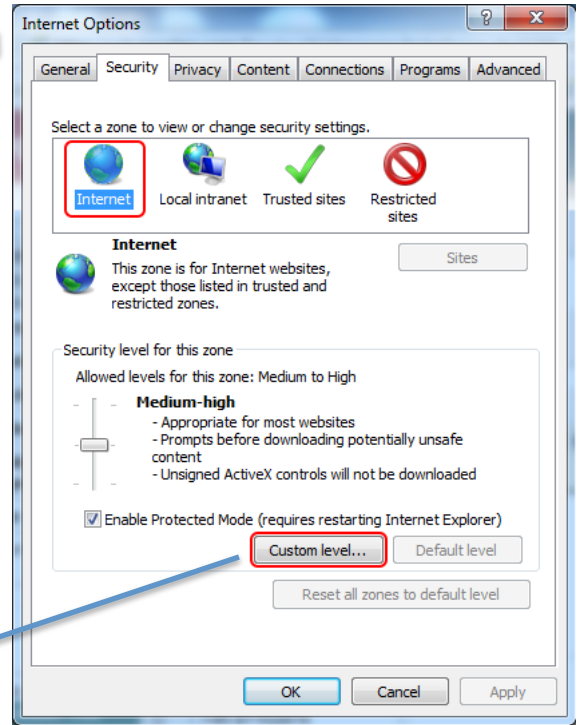 Internet Options
?
X
General Security Privacy Content Connections Programs Advanced
Select a zone to view or change security settings.
Internet Local intranet Trusted sites Restricted
sites
Internet
This zone is for Internet websites,
except those listed in trusted and
restricted zones.
Sites
Security level for this zone
Allowed levels for this zone: Medium to High
Medium-high
- Appropriate for most websites
- Prompts before downloading potentially unsafe
content
- Unsigned ActiveX controls will not be downloaded
Enable Protected Mode (requires restarting Internet Explorer)
Custom level... Default level
Reset all zones to default level
OK Cancel Apply